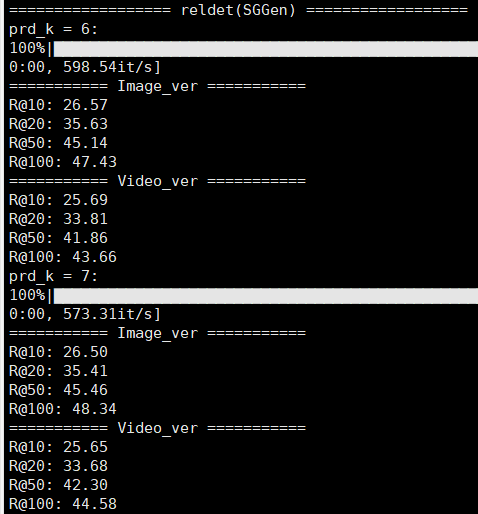 ================== reldet(SGGen) ==================
prd_k = 6:
100%|
0:00, 598.54it/s]
=========== Image_ver ===========
R@10: 26.57
R@20: 35.63
R@50: 45.14
R@100: 47.43
=========== Video_ver ===========
R@10: 25.69
R@20: 33.81
R@50: 41.86
R@100: 43.66
prd_k = 7:
100%|
0:00, 573.31it/s]
=========== Image_ver ===========
R@10: 26.50
R@20: 35.41
R@50: 45.46
R@100: 48.34
=========== Video_ver ===========
R@10: 25.65
R@20: 33.68
R@50: 42.30
R@100: 44.58